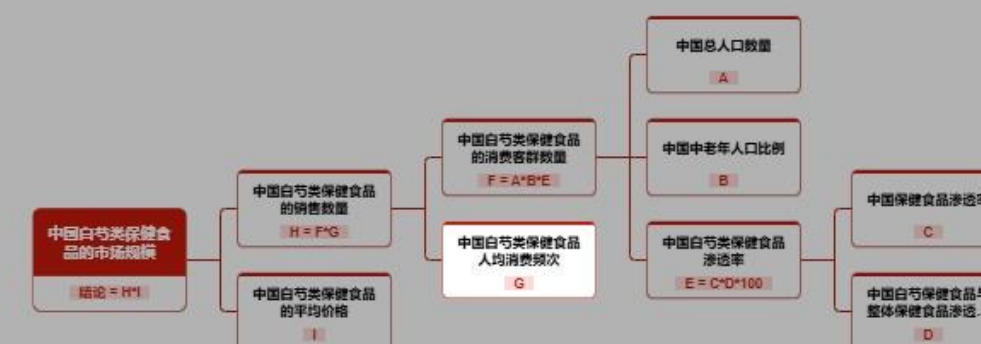 中国白芍类保健食
品的市场规模
结论 = H*I
中国白芍类保健食品
的销售数量
H = F*G
中国白芍类保健食品
的平均价格
I
中国白芍类保健食品
的消费客群数量
F = A*B*E
中国白芍类保健食品
人均消费频次
G
中国总人口数量
A
中国中老年人口比例
B
中国白芍类保健食品
渗透率
E = C*D*100
中国保健食品渗透率
C
中国白芍保健食品与
整体保健食品渗透...
D